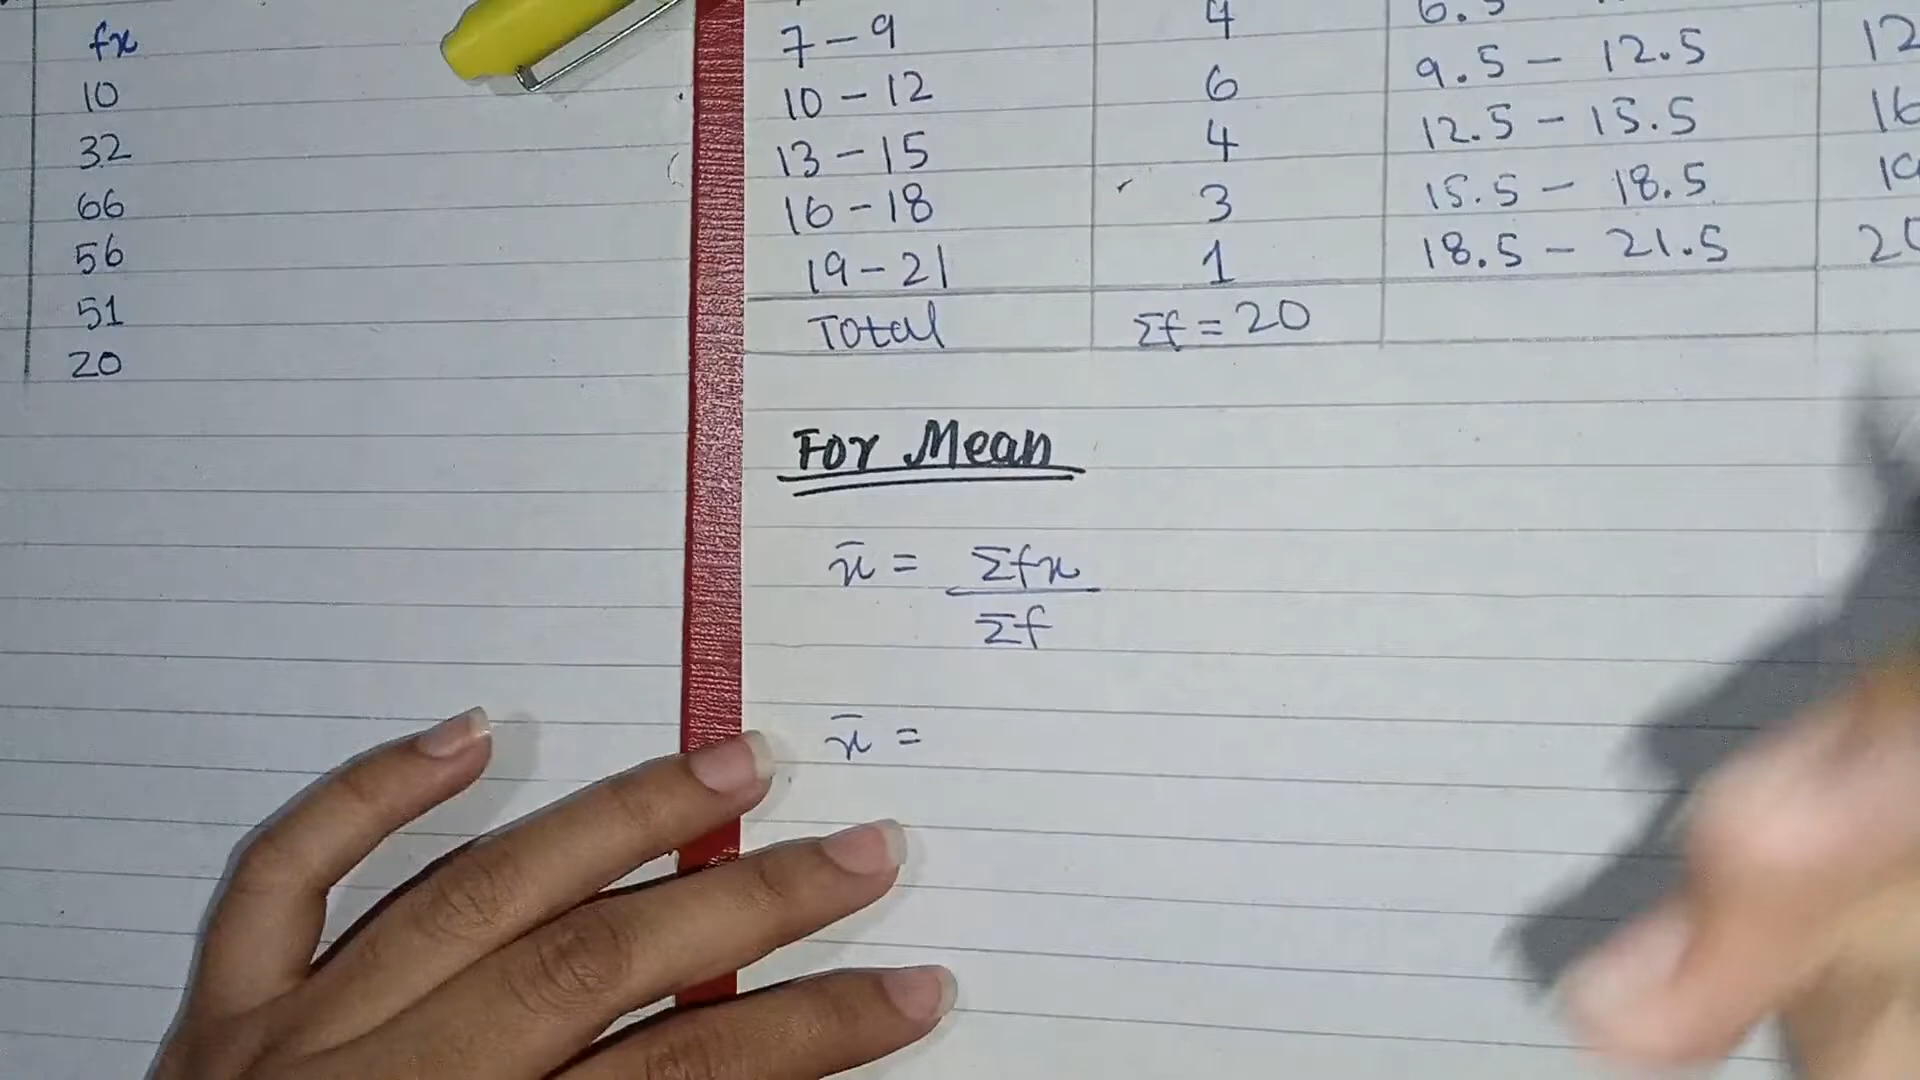 fx
10
32
66
56
51
20
7 - 9 4
10 - 12 6 9.5 - 12.5
13 - 15 4 12.5 - 15.5
16 - 18 3 15.5 - 18.5
19 - 21 1 18.5 - 21.5
Total Σf = 20
For Mean
x̄ = Σfx
Σf
x̄ =